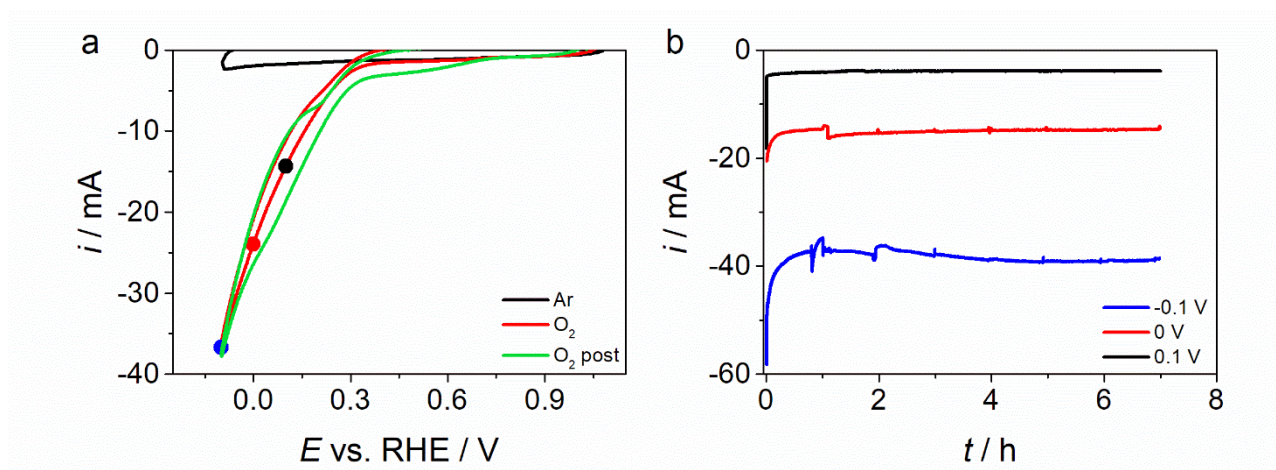 a
0
-10
-20
-30
-40
i / mA
0.0
0.3
0.6
0.9
E vs. RHE / V
Ar
O₂
O₂ post
b
0
-20
-40
-60
i / mA
0
2
4
6
8
t / h
-0.1 V
0 V
0.1 V